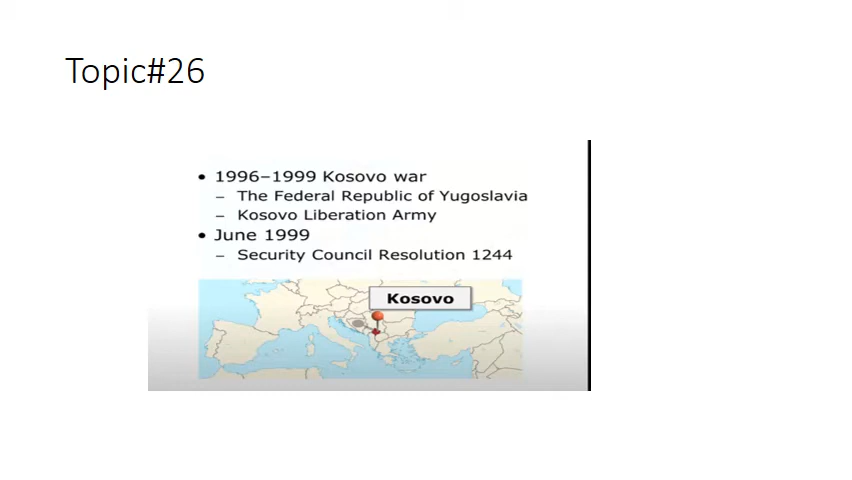 Topic#26
• 1996–1999 Kosovo war
– The Federal Republic of Yugoslavia
– Kosovo Liberation Army
• June 1999
– Security Council Resolution 1244
Kosovo